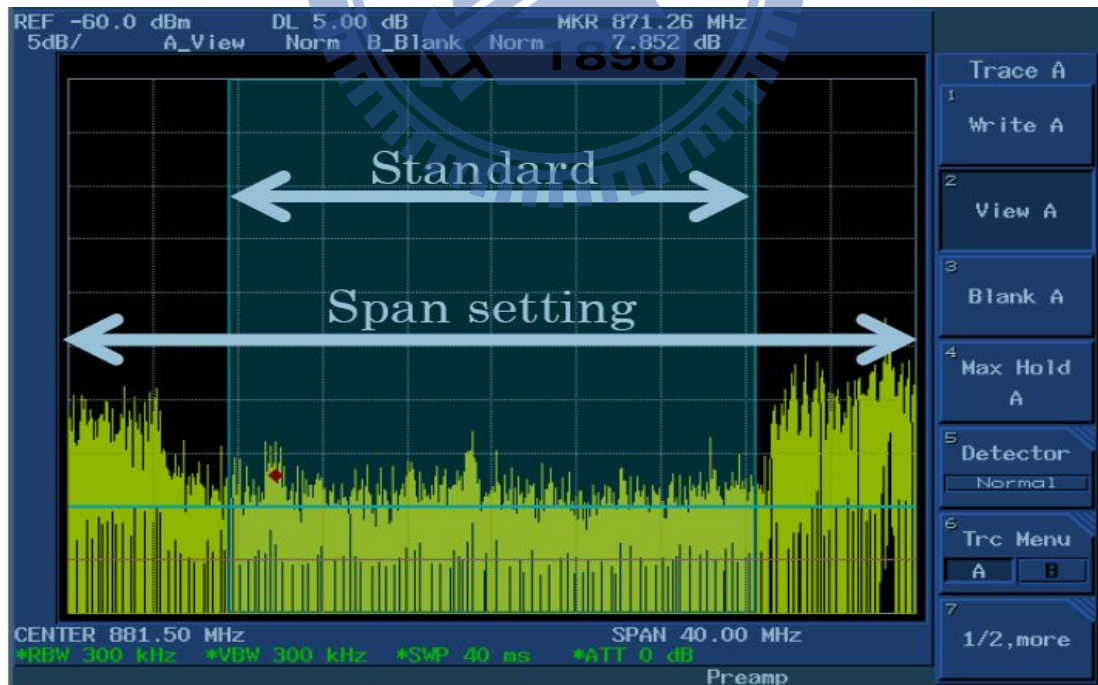 REF -60.0 dBm DL 5.00 dB MKR 871.26 MHz
5dB/ A_View Norm B_Blank Norm 7.852 dB
1896
Trace A
1
Write A
2
View A
3
Blank A
4
Max Hold
A
5
Detector
Normal
6
Trc Menu
A B
7
1/2,more
Standard
Span setting
CENTER 881.50 MHz SPAN 40.00 MHz
*RBW 300 kHz *VBW 300 kHz *SWP 40 ms *ATT 0 dB
Preamp